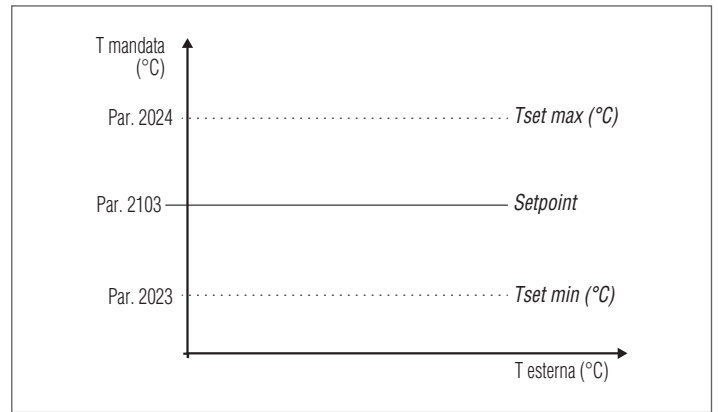 T mandata
(°C)
Par. 2024
Tset max (°C)
Par. 2103
Setpoint
Par. 2023
Tset min (°C)
T esterna (°C)